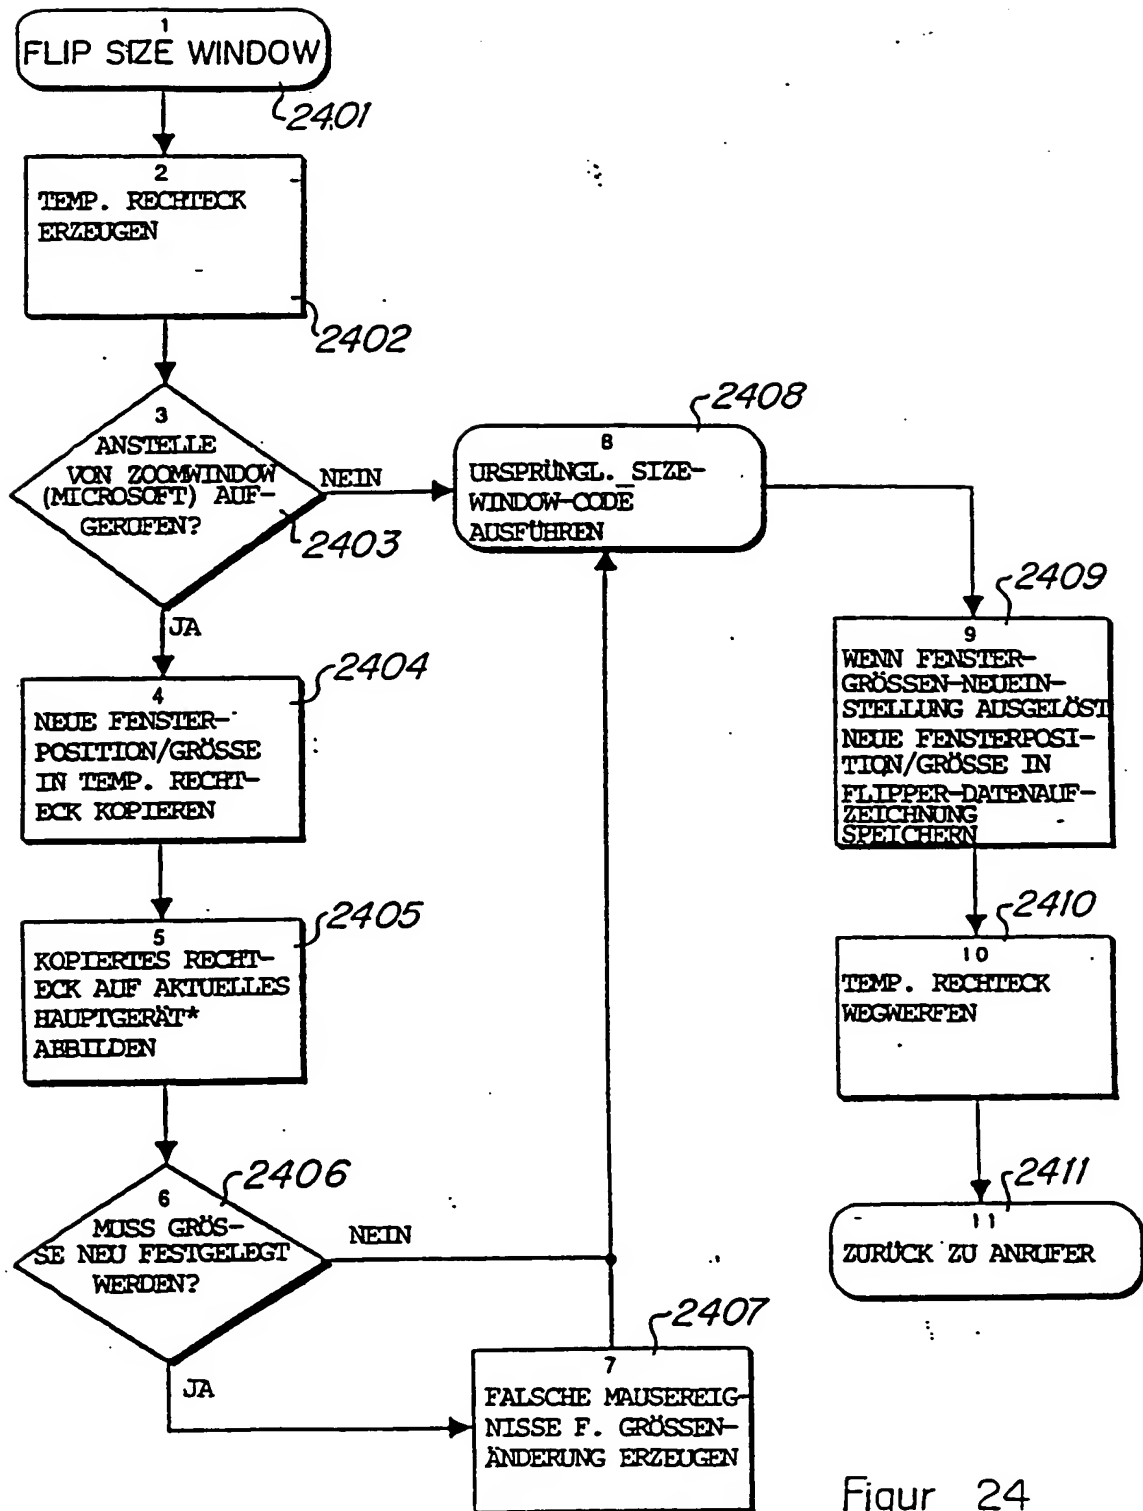 1
FLIP SIZE WINDOW
2401
2
TEMP. RECHTECK
ERZEUGEN
2402
3
ANSTELLE
VON ZOOMWINDOW
(MICROSOFT) AUF-
GERUFEN?
NEIN
2403
JA
2404
4
NEUE FENSTER-
POSITION/GRÖSSE
IN TEMP. RECHT-
ECK KOPIEREN
2405
5
KOPIERTES RECHT-
ECK AUF AKTUELLES
HAUPTGERÄT*
ABBILDEN
2406
6
MUSS GRÖS-
SE NEU FESTGELEGT
WERDEN?
NEIN
JA
2407
7
FALSCHE MAUSEREIG-
NISSE F. GRÖSSEN-
ÄNDERUNG ERZEUGEN
2408
8
URSPRÜNGL._SIZE-
WINDOW-CODE
AUSFÜHREN
2409
9
WENN FENSTER-
GRÖSSEN-NEUEIN-
STELLUNG AUSGELÖST
NEUE FENSTERPOSI-
TION/GRÖSSE IN
FLIPPER-DATENAUF-
ZEICHNUNG
SPEICHERN
2410
10
TEMP. RECHTECK
WEGWERFEN
2411
11
ZURÜCK ZU ANRUFER
Figur 24